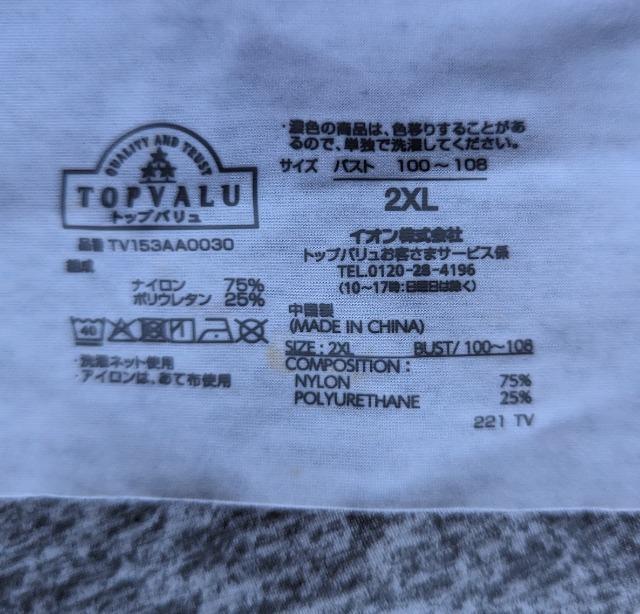 QUALITY AND TRUST
TOPVALU
トップバリュ
品番 TV153AA0030
組成
ナイロン 75%
ポリウレタン 25%
40
・洗濯ネット使用
・アイロンは、あて布使用
・濃色の商品は、色移りすることがあ
るので、単独で洗濯してください。
サイズ バスト 100～108
2XL
イオン株式会社
トップバリュお客さまサービス係
TEL.0120-28-4196
(10～17時:日曜日は除く)
中国製
(MADE IN CHINA)
SIZE : 2XL BUST/ 100～108
COMPOSITION :
NYLON 75%
POLYURETHANE 25%
221 TV